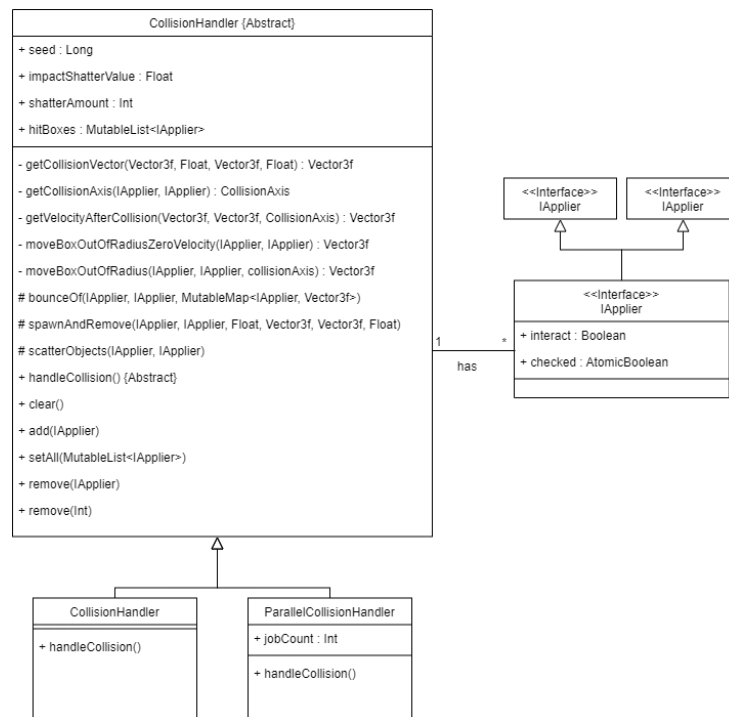 CollisionHandler {Abstract}
+ seed : Long
+ impactShatterValue : Float
+ shatterAmount : Int
+ hitBoxes : MutableList<IApplier>
- getCollisionVector(Vector3f, Float, Vector3f, Float) : Vector3f
- getCollisionAxis(IApplier, IApplier) : CollisionAxis
- getVelocityAfterCollision(Vector3f, Vector3f, CollisionAxis) : Vector3f
- moveBoxOutOfRadiusZeroVelocity(IApplier, IApplier) : Vector3f
- moveBoxOutOfRadius(IApplier, IApplier, collisionAxis) : Vector3f
# bounceOf(IApplier, IApplier, MutableMap<IApplier, Vector3f>)
# spawnAndRemove(IApplier, IApplier, Float, Vector3f, Vector3f, Float)
# scatterObjects(IApplier, IApplier)
+ handleCollision() {Abstract}
+ clear()
+ add(IApplier)
+ setAll(MutableList<IApplier>)
+ remove(IApplier)
+ remove(Int)
1
*
has
<<Interface>>
IApplier
<<Interface>>
IApplier
<<Interface>>
IApplier
+ interact : Boolean
+ checked : AtomicBoolean
CollisionHandler
+ handleCollision()
ParallelCollisionHandler
+ jobCount : Int
+ handleCollision()